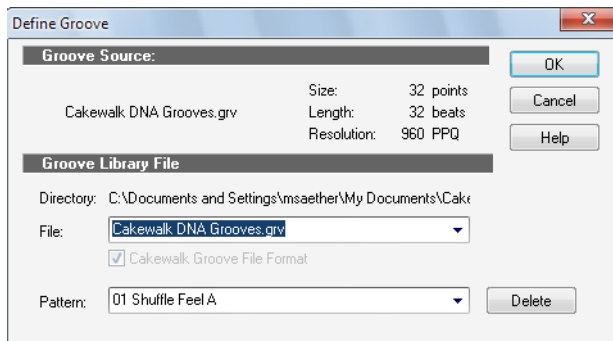 Define Groove
Groove Source:
OK
Size: 32 points
Cakewalk DNA Grooves.grv
Length: 32 beats
Cancel
Resolution: 960 PPQ
Help
Groove Library File
Directory: C:\Documents and Settings\msaether\My Documents\Cake
File: Cakewalk DNA Grooves.grv
Cakewalk Groove File Format
Pattern: 01 Shuffle Feel A
Delete